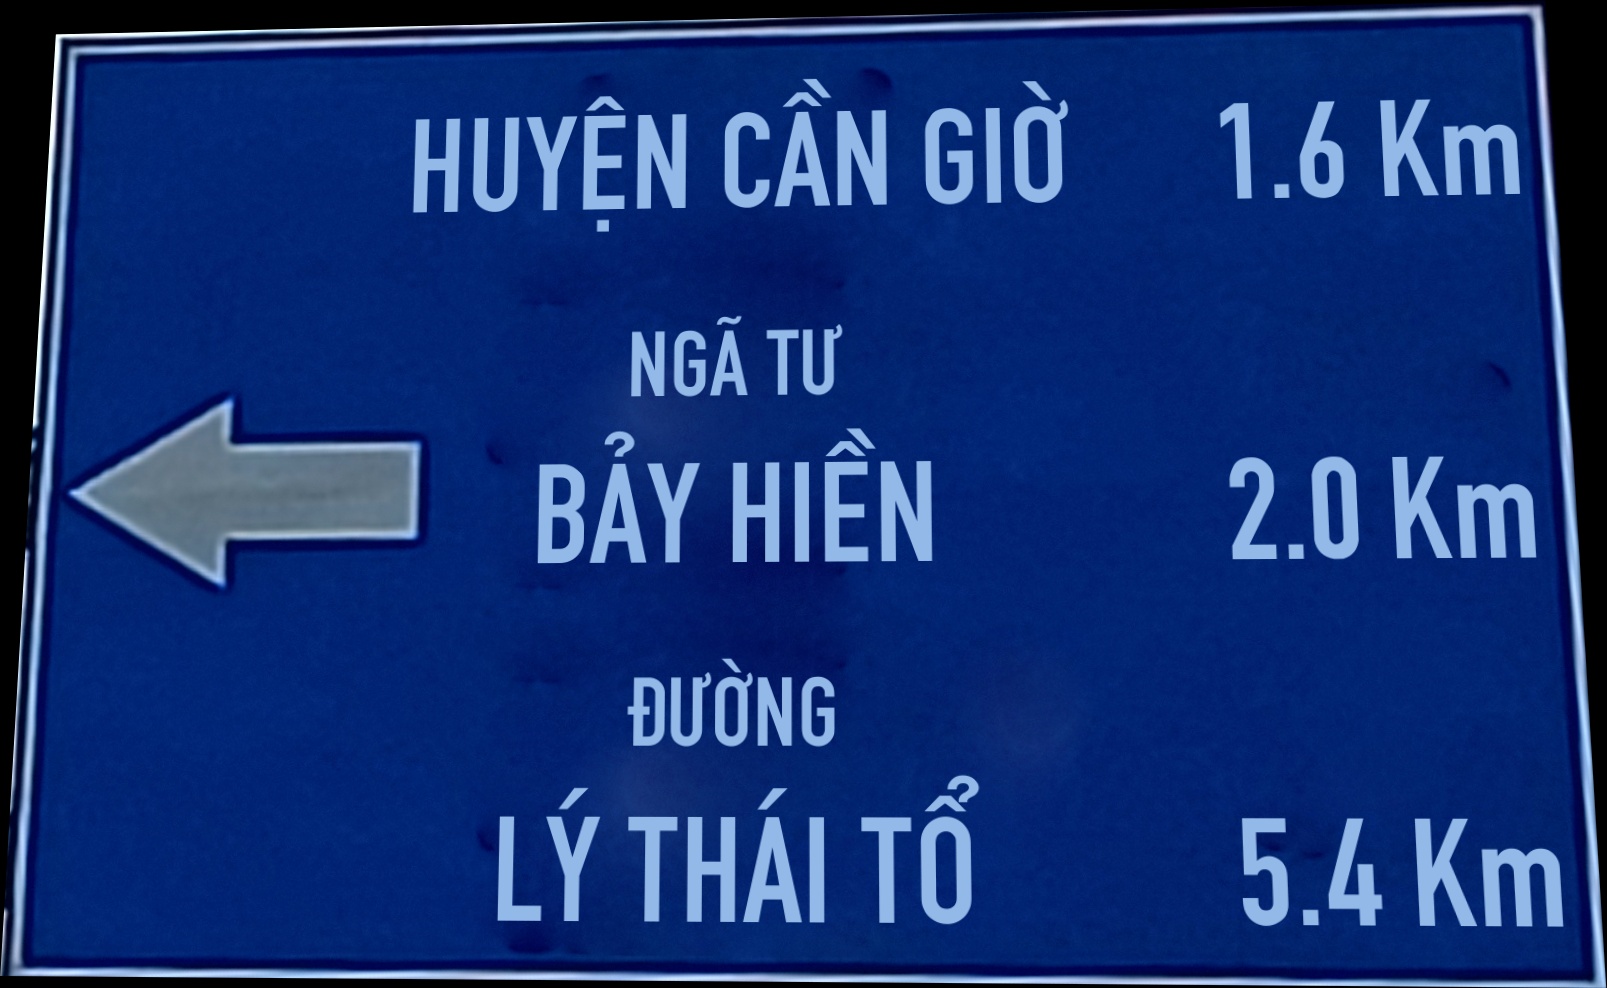 HUYỆN CẦN GIỜ 1.6 Km
NGÃ TƯ
BẢY HIỀN 2.0 Km
ĐƯỜNG
LÝ THÁI TỔ 5.4 Km